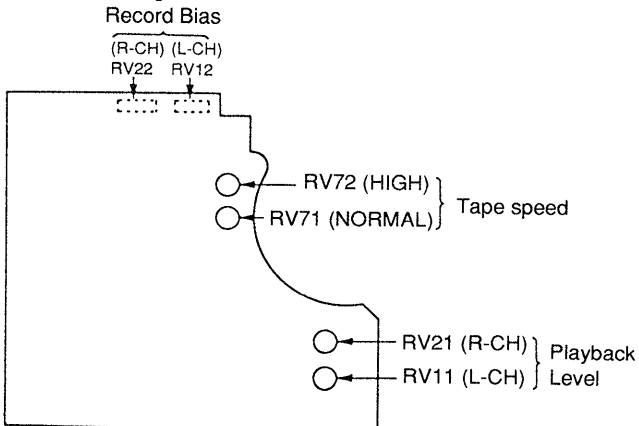 Record Bias
(R-CH) (L-CH)
RV22 RV12
RV72 (HIGH)
RV71 (NORMAL)
Tape speed
RV21 (R-CH)
RV11 (L-CH)
Playback
Level